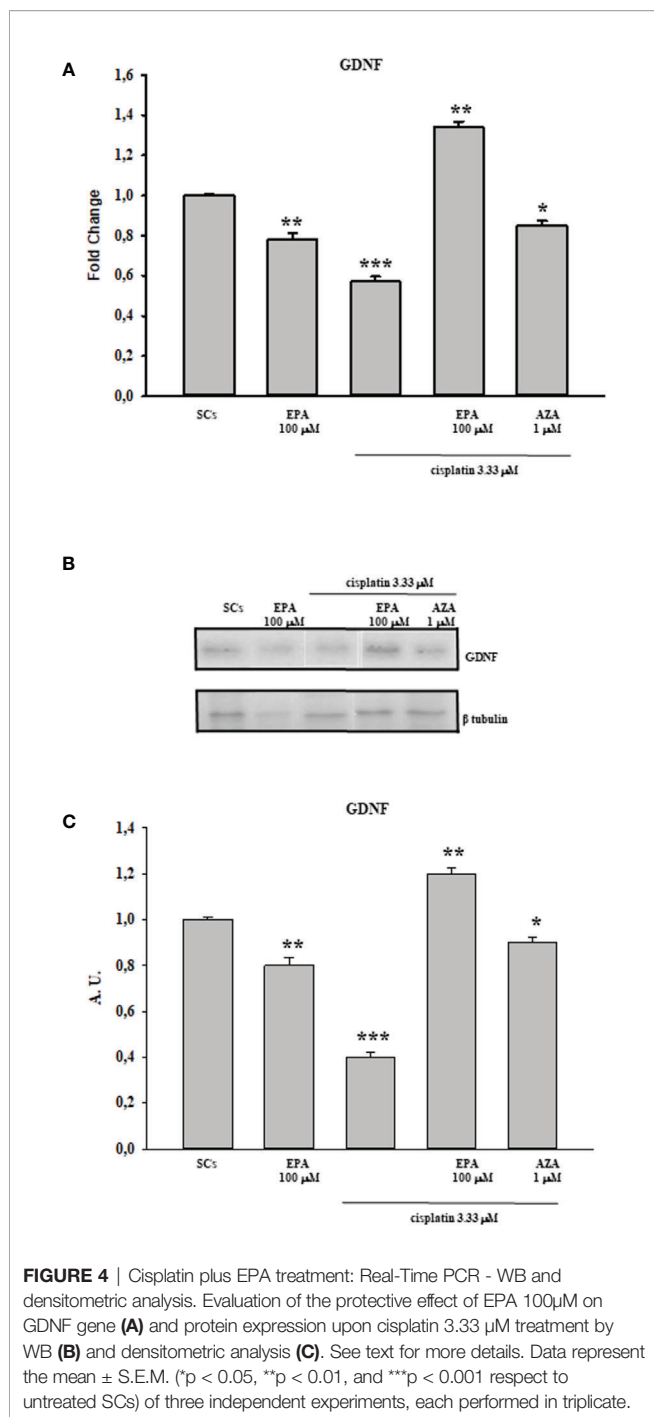 A
GDNF
1,6
1,4
1,2
1,0
0,8
0,6
0,4
0,2
0,0
Fold Change
**
***
**
*
SCs
EPA
100 µM
EPA
100 µM
AZA
1 µM
cisplatin 3.33 µM
B
cisplatin 3.33 µM
SCs
EPA
100 µM
EPA
100 µM
AZA
1 µM
GDNF
β tubulin
C
GDNF
1,4
1,2
1,0
0,8
0,6
0,4
0,2
0,0
A. U.
**
***
**
*
SCs
EPA
100 µM
EPA
100 µM
AZA
1 µM
cisplatin 3.33 µM
FIGURE 4 | Cisplatin plus EPA treatment: Real-Time PCR - WB and
densitometric analysis. Evaluation of the protective effect of EPA 100µM on
GDNF gene (A) and protein expression upon cisplatin 3.33 µM treatment by
WB (B) and densitometric analysis (C). See text for more details. Data represent
the mean ± S.E.M. (*p < 0.05, **p < 0.01, and ***p < 0.001 respect to
untreated SCs) of three independent experiments, each performed in triplicate.